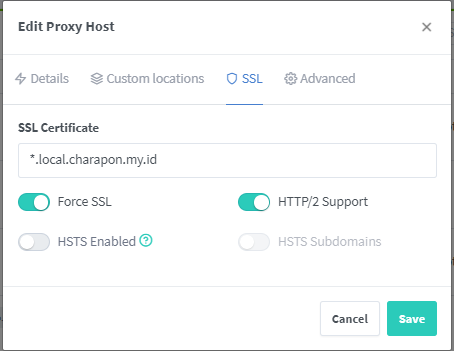 Edit Proxy Host
Details Custom locations SSL Advanced
SSL Certificate
*.local.charapon.my.id
Force SSL HTTP/2 Support
HSTS Enabled HSTS Subdomains
Cancel Save